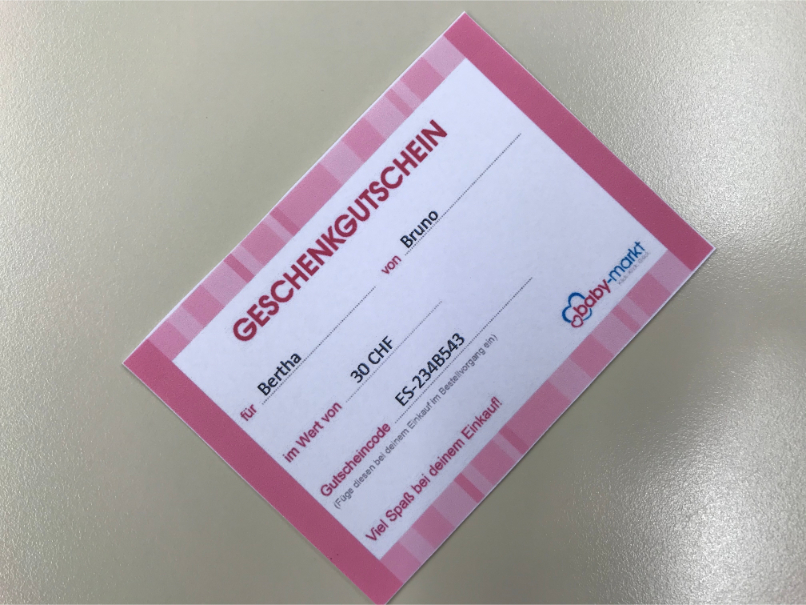 GESCHENKGUTSCHEIN
für Bertha von Bruno
im Wert von 30 CHF
Gutscheincode ES-234B543
(Füge diesen bei deinem Einkauf im Bestellvorgang ein)
Viel Spaß bei deinem Einkauf!
baby-markt